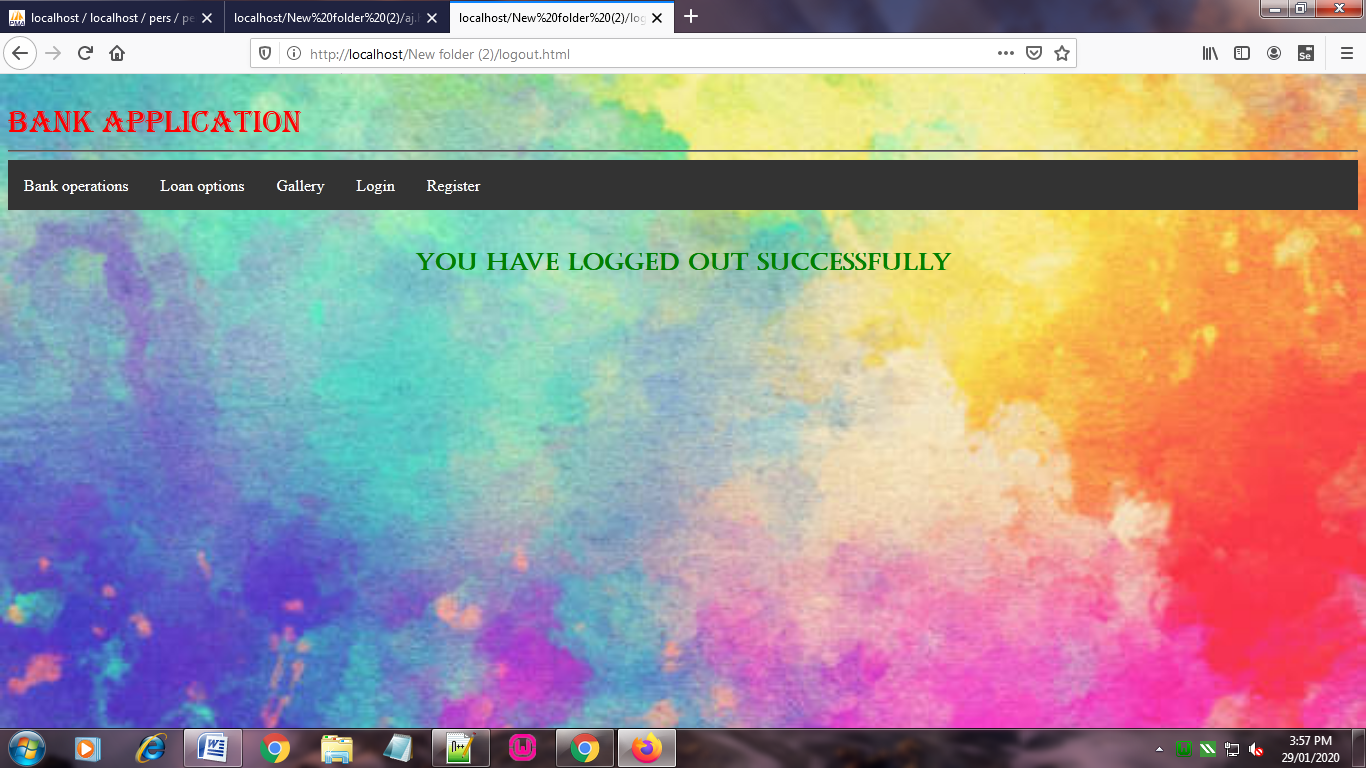 localhost / localhost / pers / pe
localhost/New%20folder%20(2)/aj.
localhost/New%20folder%20(2)/log
http://localhost/New folder (2)/logout.html
BANK APPLICATION
Bank operations Loan options Gallery Login Register
YOU HAVE LOGGED OUT SUCCESSFULLY
3:57 PM
29/01/2020